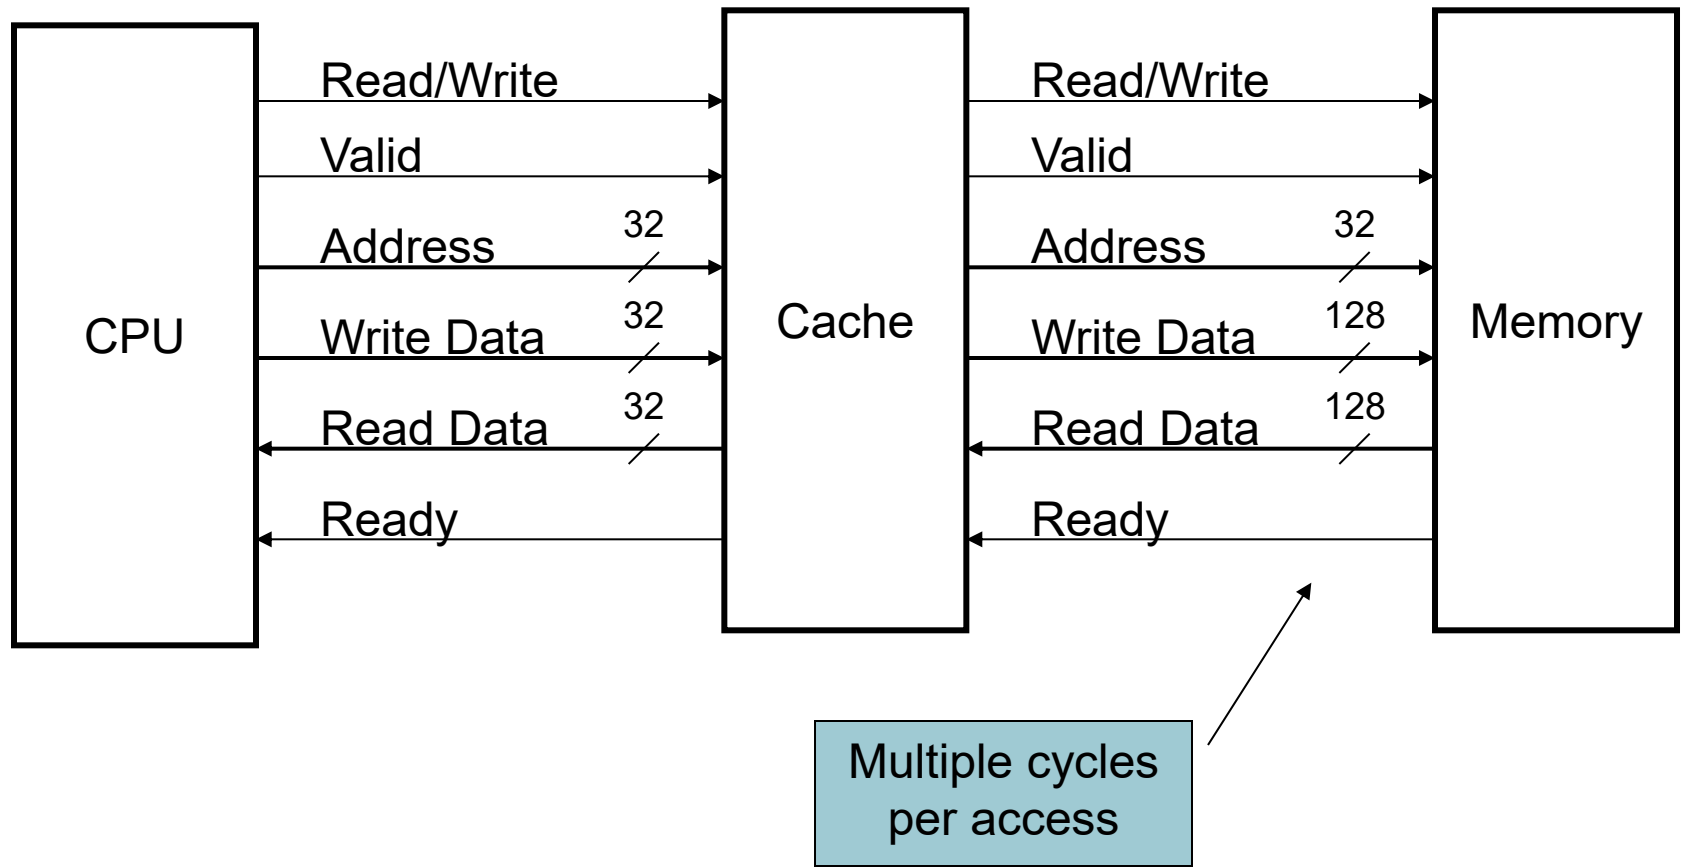 Read/Write
Read/Write
Valid
Valid
32
32
Address
Address
32
128
CPU
Write Data
Cache
Write Data
Memory
32
128
Read Data
Read Data
Ready
Ready
Multiple cycles
per access